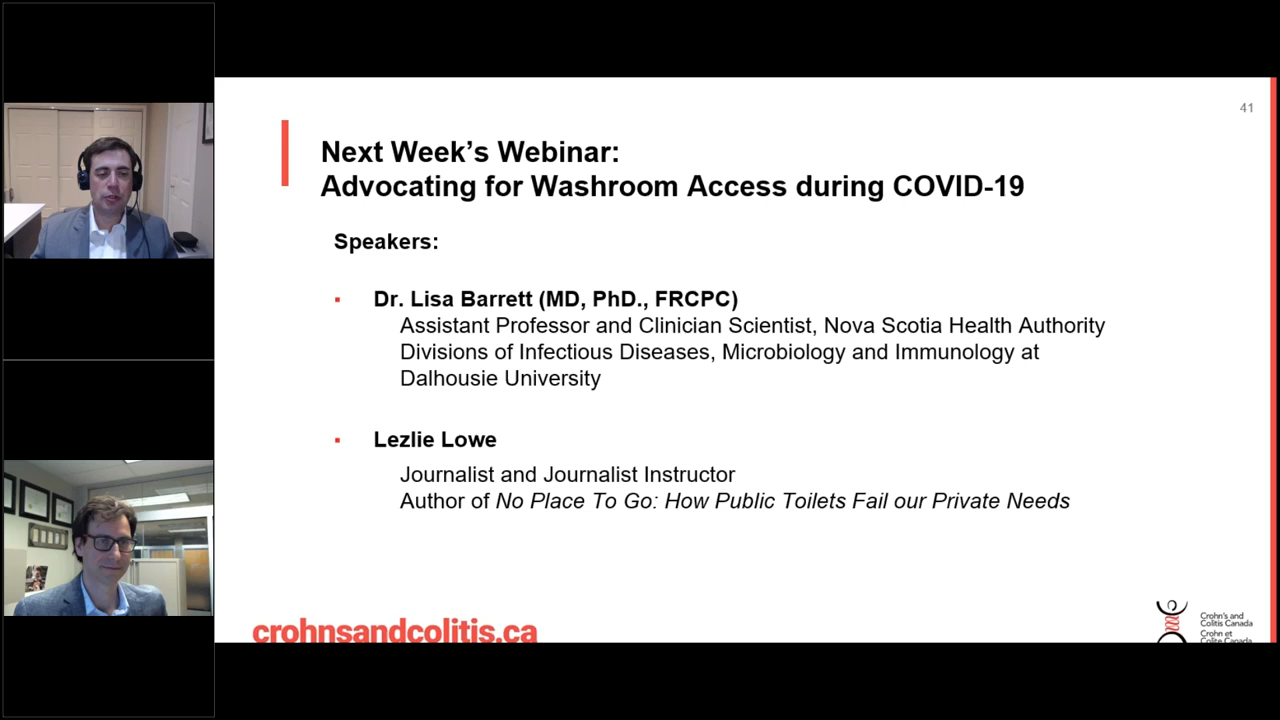 41
Next Week's Webinar:
Advocating for Washroom Access during COVID-19
Speakers:
▪ Dr. Lisa Barrett (MD, PhD., FRCPC)
Assistant Professor and Clinician Scientist, Nova Scotia Health Authority
Divisions of Infectious Diseases, Microbiology and Immunology at
Dalhousie University
▪ Lezlie Lowe
Journalist and Journalist Instructor
Author of No Place To Go: How Public Toilets Fail our Private Needs
crohnsandcolitis.ca
Crohn's and
Colitis Canada
Crohn et
Colite Canada